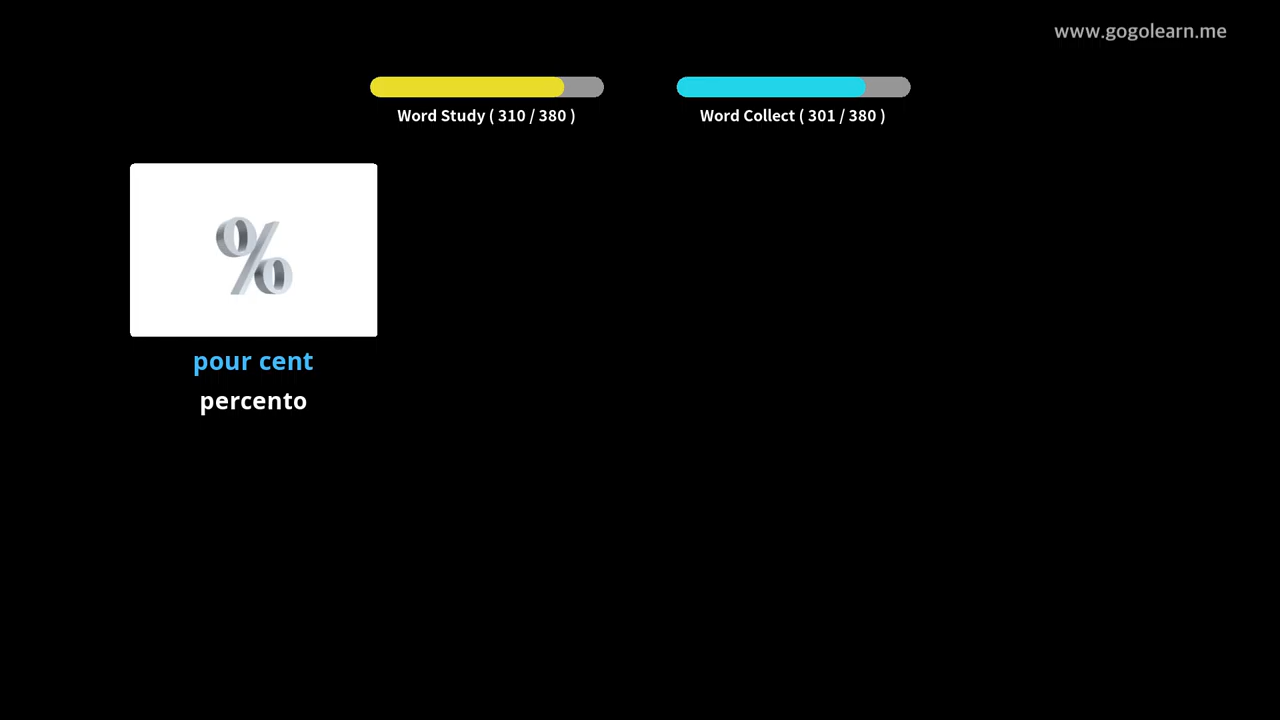 www.gogolearn.me
Word Study ( 310 / 380 )
Word Collect ( 301 / 380 )
%
pour cent
percento